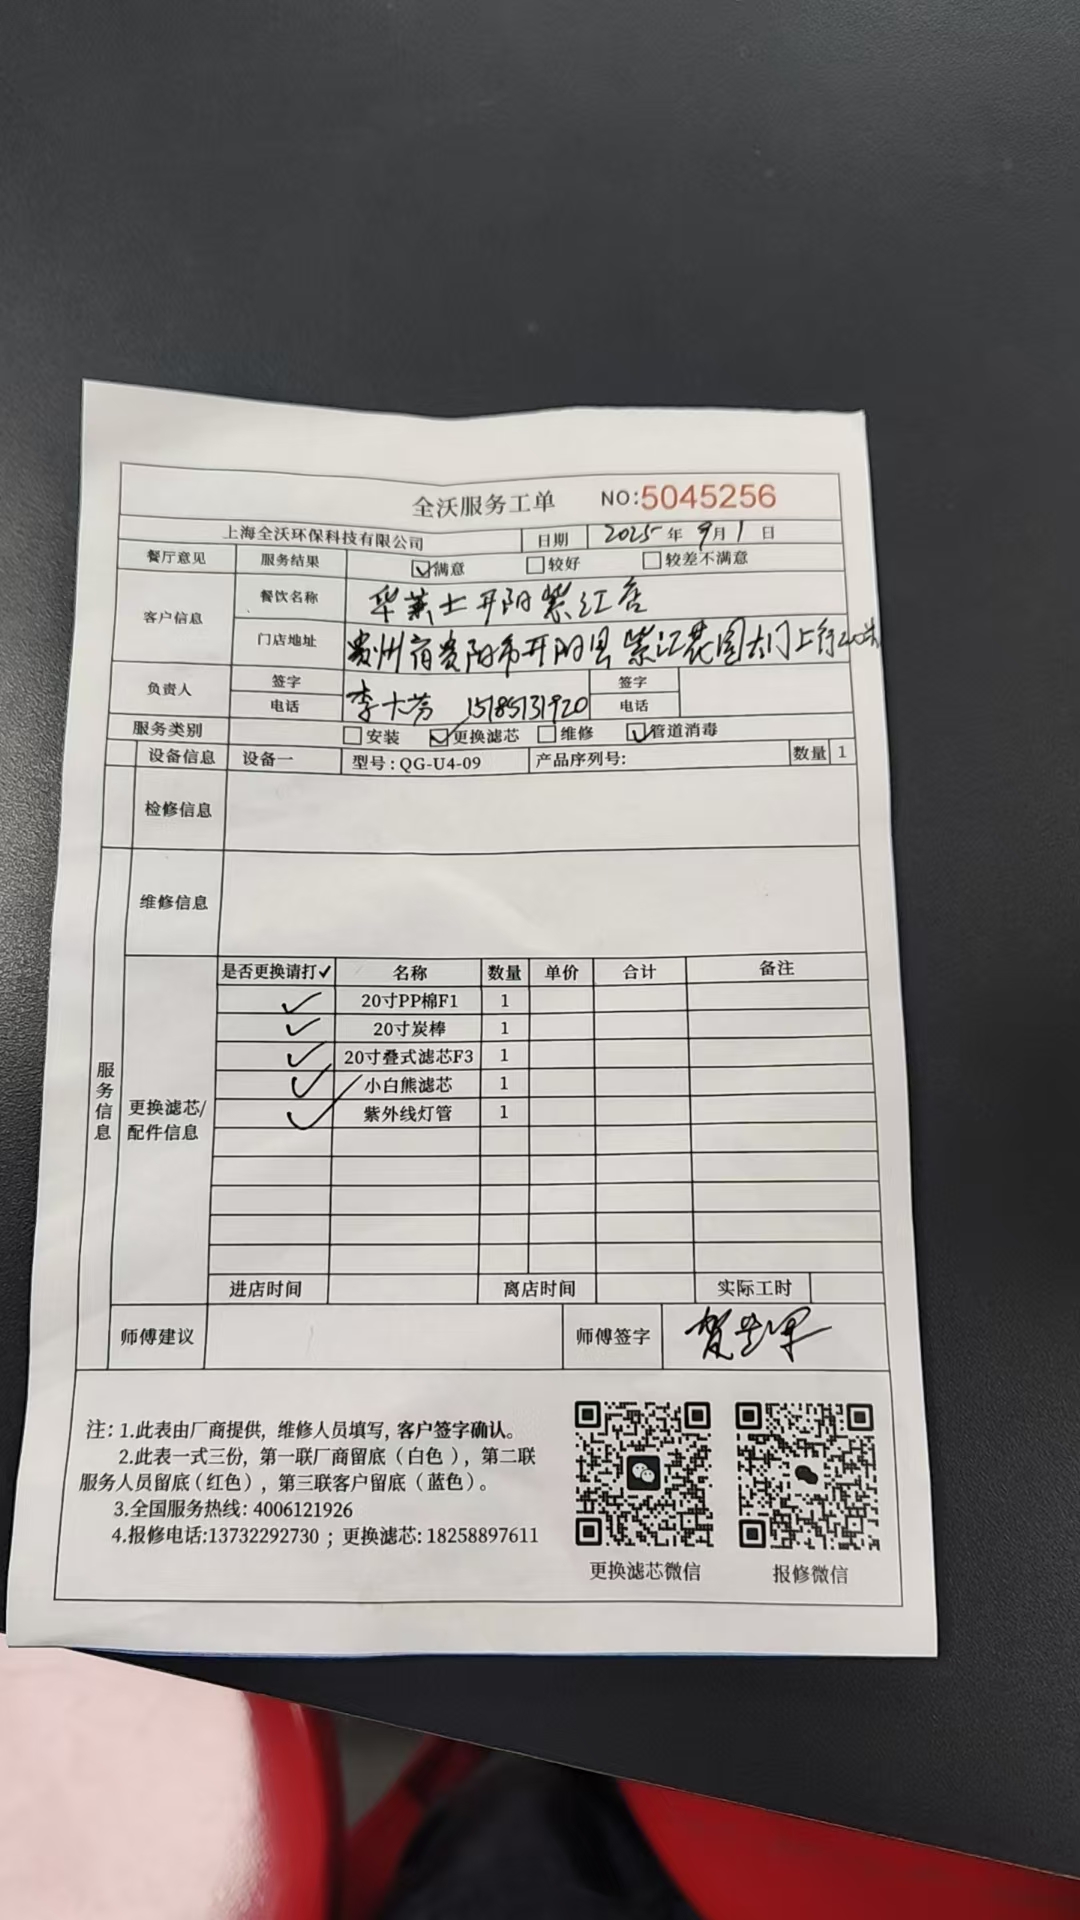 全沃服务工单 NO:5045256
上海全沃环保科技有限公司 日期 2025年9月1日
餐厅意见 服务结果 满意 较好 较差不满意
客户信息 餐饮名称 华莱士开阳紫江店
门店地址 贵州省贵阳市开阳县紫江花园大门上行20米
负责人 签字 李大芬 签字
电话 15185131920 电话
服务类别 安装 更换滤芯 维修 管道消毒
设备信息 设备一 型号:QG-U4-09 产品序列号: 数量 1
检修信息
维修信息
服务信息
更换滤芯/配件信息
是否更换请打✓ 名称 数量 单价 合计 备注
✓ 20寸PP棉F1 1
✓ 20寸炭棒 1
✓ 20寸叠式滤芯F3 1
✓ 小白熊滤芯 1
✓ 紫外线灯管 1
进店时间 离店时间 实际工时
师傅建议 师傅签字
注: 1.此表由厂商提供, 维修人员填写, 客户签字确认。
2.此表一式三份, 第一联厂商留底(白色), 第二联
服务人员留底(红色), 第三联客户留底(蓝色)。
3.全国服务热线: 4006121926
4.报修电话:13732292730 ; 更换滤芯: 18258897611
更换滤芯微信 报修微信